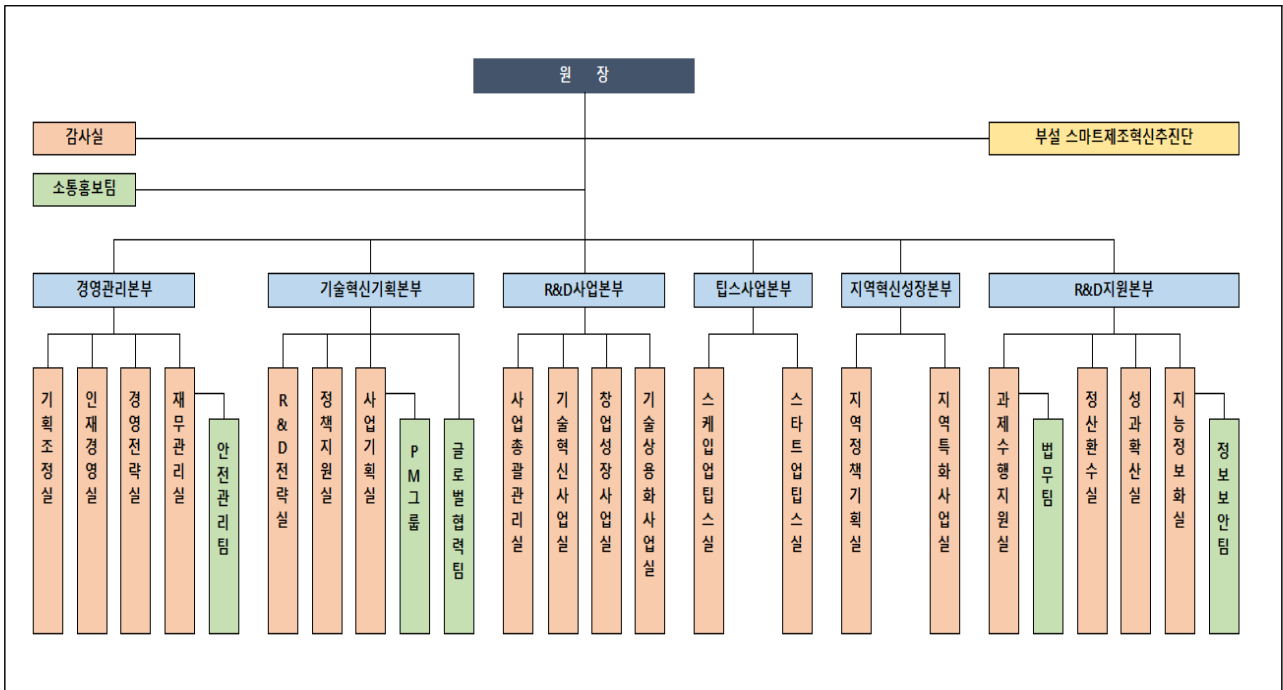 원 장
감사실
부설 스마트제조혁신추진단
소통홍보팀
경영관리본부
기술혁신기획본부
R&D사업본부
팁스사업본부
지역혁신성장본부
R&D지원본부
기획조정실
인재경영실
경영전략실
재무관리실
안전관리팀
R&D전략실
정책지원실
사업기획실
PM그룹
글로벌협력팀
사업총괄관리실
기술혁신사업실
창업성장사업실
기술상용화사업실
스케입업팁스실
스타트업팁스실
지역정책기획실
지역특화사업실
과제수행지원실
법무팀
정산환수실
성과확산실
지능정보화실
정보보안팀